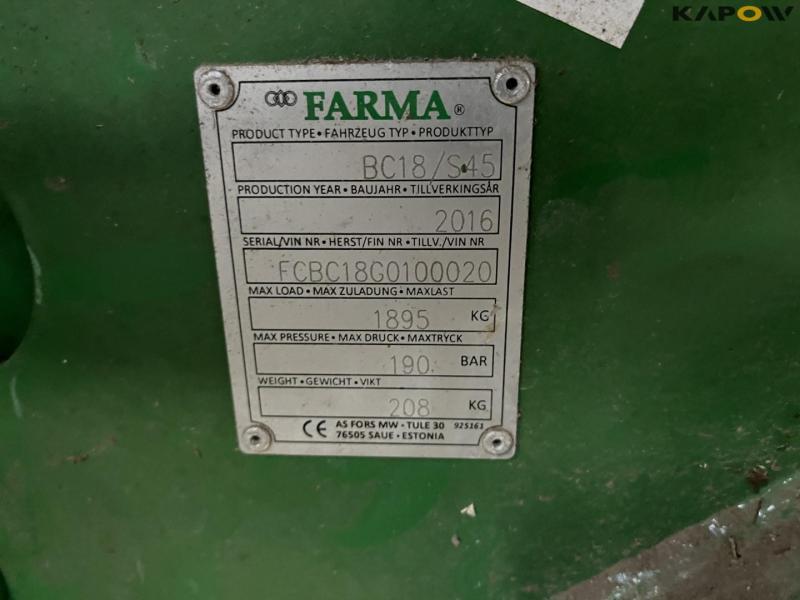 KAPOW
FARMA®
PRODUCT TYPE • FAHRZEUG TYP • PRODUKTTYP
BC18/S45
PRODUCTION YEAR • BAUJAHR • TILLVERKINGSÅR
2016
SERIAL/VIN NR • HERST/FIN NR • TILLV./VIN NR
FCBC18G0100020
MAX LOAD • MAX ZULADUNG • MAXLAST
1895 KG
MAX PRESSURE • MAX DRUCK • MAXTRYCK
190 BAR
WEIGHT • GEWICHT • VIKT
208 KG
CE AS FORS MW • TULE 30 925161
76505 SAUE • ESTONIA